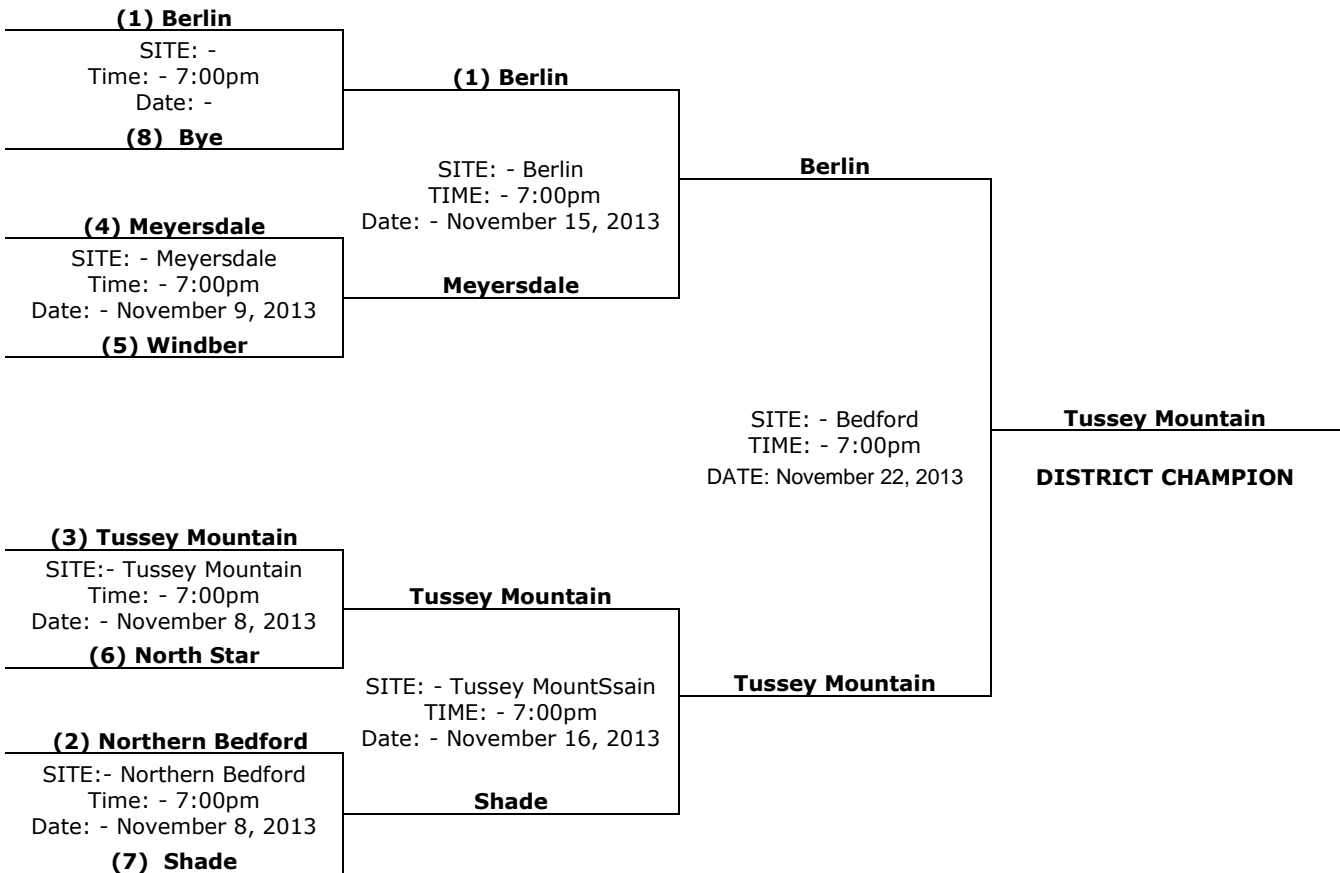 (1) Berlin
SITE: -
Time: - 7:00pm
Date: -
(8) Bye
(4) Meyersdale
SITE: - Meyersdale
Time: - 7:00pm
Date: - November 9, 2013
(5) Windber
(3) Tussey Mountain
SITE:- Tussey Mountain
Time: - 7:00pm
Date: - November 8, 2013
(6) North Star
(2) Northern Bedford
SITE:- Northern Bedford
Time: - 7:00pm
Date: - November 8, 2013
(7) Shade
(1) Berlin
SITE: - Berlin
TIME: - 7:00pm
Date: - November 15, 2013
Meyersdale
Tussey Mountain
SITE: - Tussey MountSsain
TIME: - 7:00pm
Date: - November 16, 2013
Shade
Berlin
SITE: - Bedford
TIME: - 7:00pm
DATE: November 22, 2013
Tussey Mountain
Tussey Mountain
DISTRICT CHAMPION